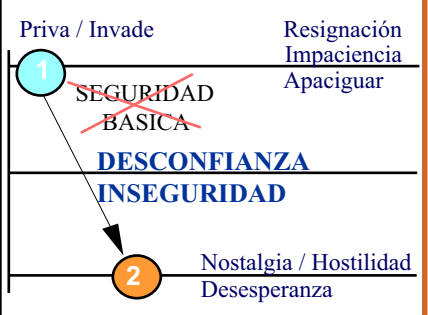 Priva / Invade
Resignación
Impaciencia
Apaciguar
1
SEGURIDAD
BASICA
DESCONFIANZA
INSEGURIDAD
2
Nostalgia / Hostilidad
Desesperanza